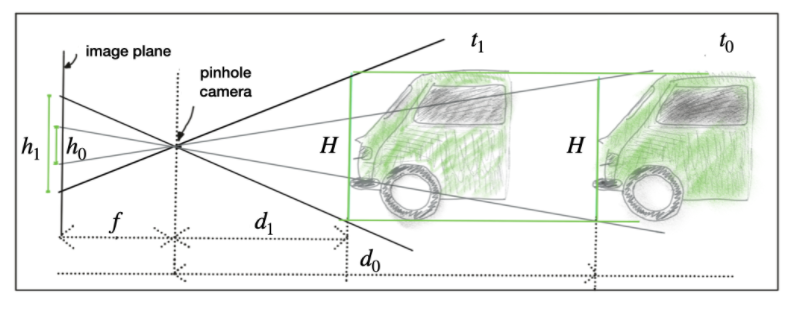 image plane
pinhole
camera
t₁
t₀
h₁
h₀
H
H
f
d₁
d₀